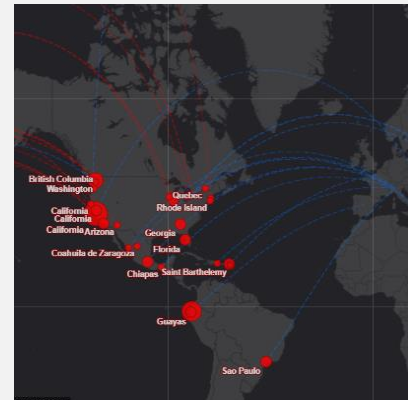 British Columbia
Washington
Quebec
Rhode Island
California
California
California
Arizona
Georgia
Florida
Coahuila de Zaragoza
Chiapas
Saint Barthelemy
Guayas
Sao Paulo